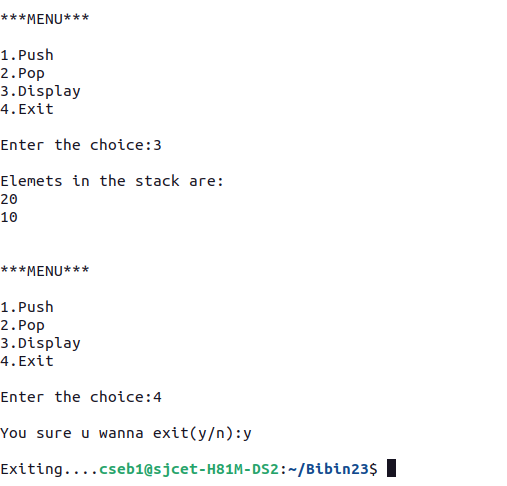 ***MENU***
1.Push
2.Pop
3.Display
4.Exit
Enter the choice:3
Elemets in the stack are:
20
10
***MENU***
1.Push
2.Pop
3.Display
4.Exit
Enter the choice:4
You sure u wanna exit(y/n):y
Exiting....cseb1@sjcet-H81M-DS2:~/Bibin23$